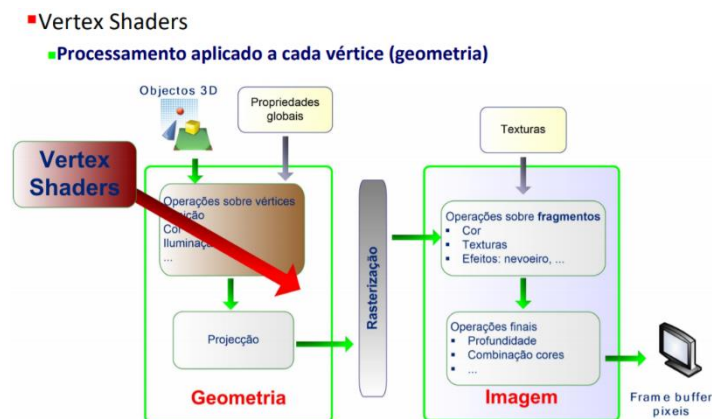 Vertex Shaders
Processamento aplicado a cada vértice (geometria)
Objectos 3D
Propriedades
globais
Texturas
Vertex
Shaders
Operações sobre vértices
Cor
...
Projecção
Geometria
Rasterização
Operações sobre fragmentos
Cor
Texturas
Efeitos: nevoeiro, ...
Operações finais
Profundidade
Combinação cores
...
Imagem
Frame buffer
pixeis